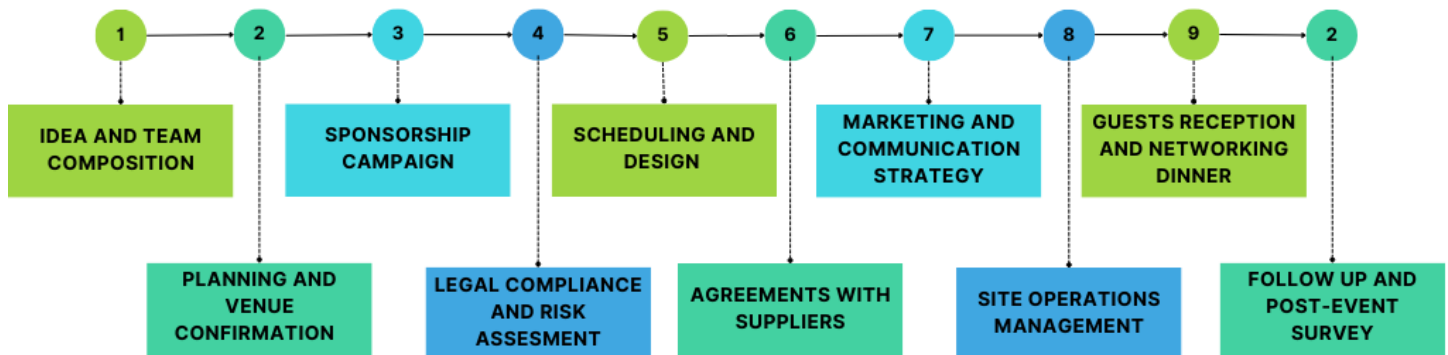 1 2 3 4 5 6 7 8 9 2
IDEA AND TEAM
COMPOSITION
SPONSORSHIP
CAMPAIGN
SCHEDULING AND
DESIGN
MARKETING AND
COMMUNICATION
STRATEGY
GUESTS RECEPTION
AND NETWORKING
DINNER
PLANNING AND
VENUE
CONFIRMATION
LEGAL COMPLIANCE
AND RISK
ASSESMENT
AGREEMENTS WITH
SUPPLIERS
SITE OPERATIONS
MANAGEMENT
FOLLOW UP AND
POST-EVENT
SURVEY